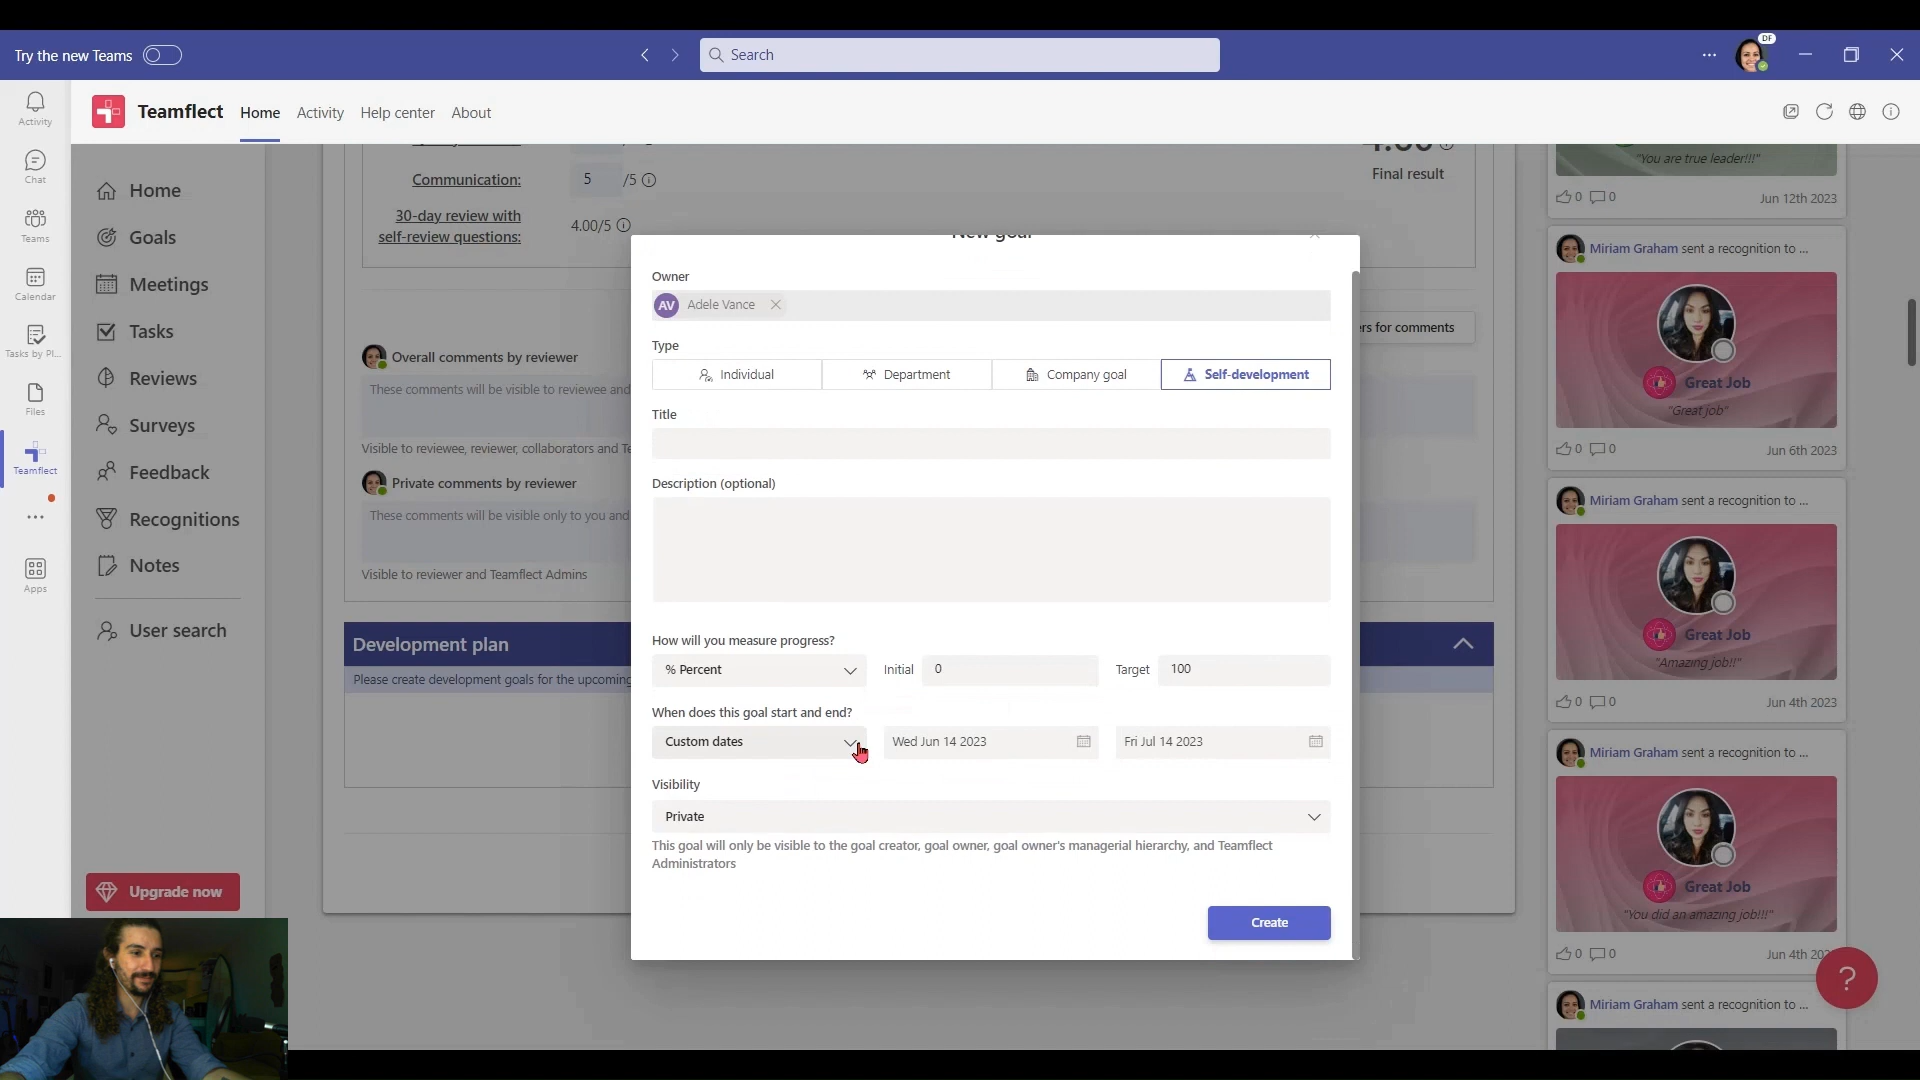 Try the new Teams
Search
DF
Teamflect
Home
Activity
Help center
About
Activity
Chat
Teams
Calendar
Tasks by Pl...
Files
Teamflect
Apps
Home
Goals
Meetings
Tasks
Reviews
Surveys
Feedback
Recognitions
Notes
User search
Upgrade now
Communication:
5
/5
30-day review with
self-review questions:
4.00/5
Final result
Overall comments by reviewer
These comments will be visible to reviewee and
Visible to reviewee, reviewer, collaborators and Te
Private comments by reviewer
These comments will be visible only to you and
Visible to reviewer and Teamflect Admins
ers for comments
Development plan
Please create development goals for the upcoming
New goal
Owner
AV Adele Vance
Type
Individual
Department
Company goal
Self-development
Title
Description (optional)
How will you measure progress?
% Percent
Initial
0
Target
100
When does this goal start and end?
Custom dates
Wed Jun 14 2023
Fri Jul 14 2023
Visibility
Private
This goal will only be visible to the goal creator, goal owner, goal owner's managerial hierarchy, and Teamflect
Administrators
Create
"You are true leader!!!"
0 0 Jun 12th 2023
Miriam Graham sent a recognition to ...
Great Job
"Great job"
0 0 Jun 6th 2023
Miriam Graham sent a recognition to ...
Great Job
"Amazing job!!"
0 0 Jun 4th 2023
Miriam Graham sent a recognition to ...
Great Job
"You did an amazing job!!!"
0 0 Jun 4th 202
Miriam Graham sent a recognition to ...
?